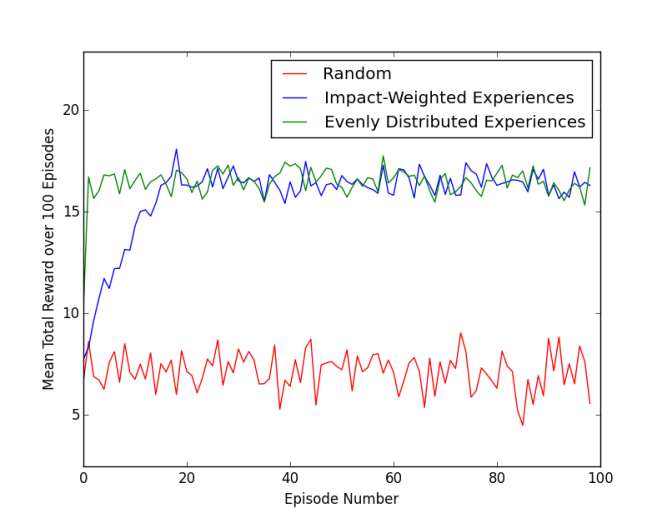 Random
Impact-Weighted Experiences
Evenly Distributed Experiences
20
15
10
5
Mean Total Reward over 100 Episodes
0
20
40
60
80
100
Episode Number